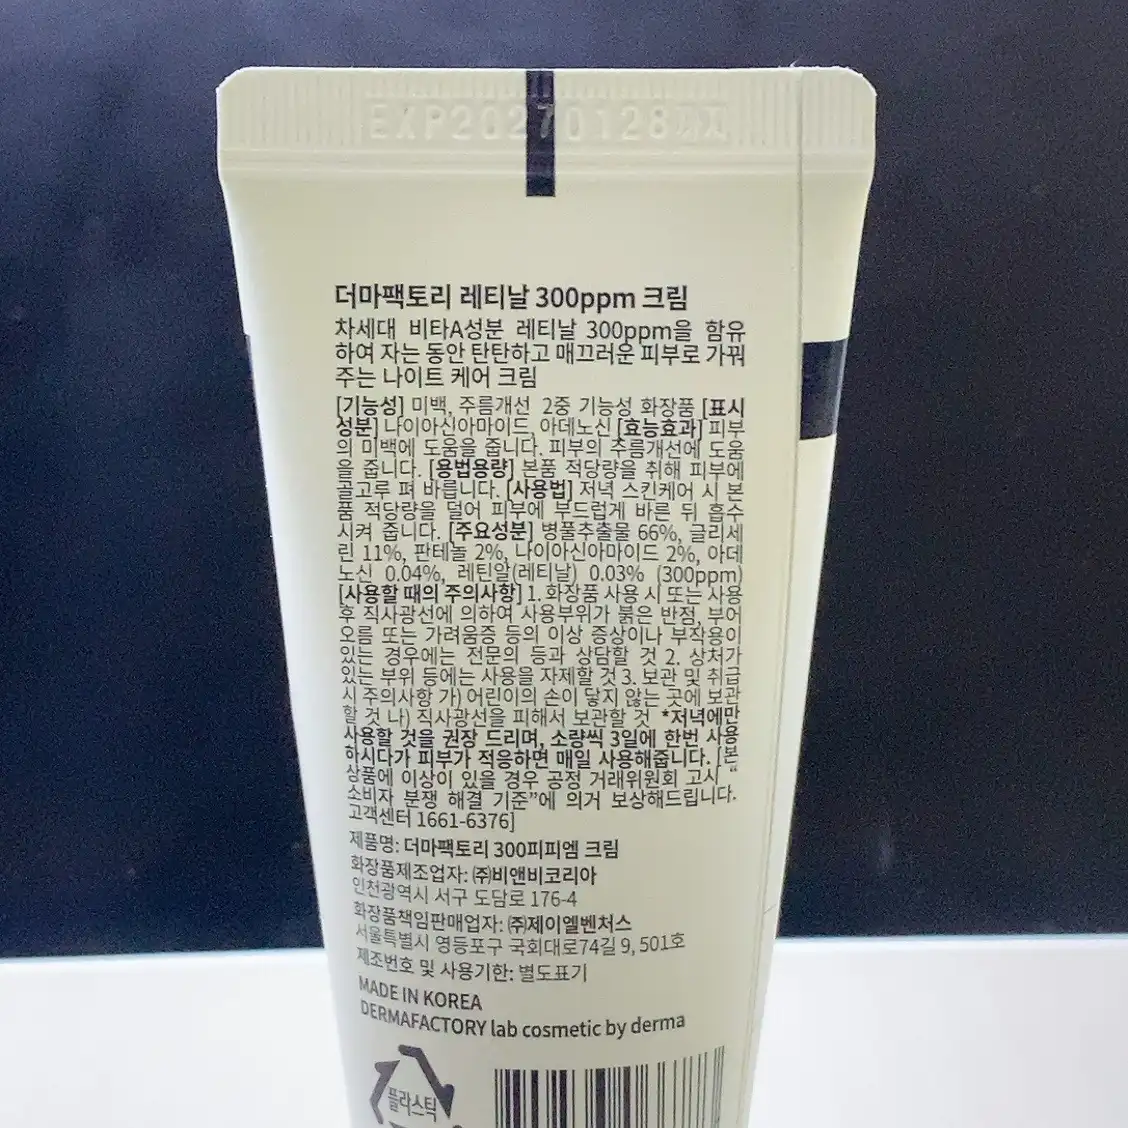 EXP20270128까지
더마팩토리 레티날 300ppm 크림
차세대 비타A성분 레티날 300ppm을 함유
하여 자는 동안 탄탄하고 매끄러운 피부로 가꿔
주는 나이트 케어 크림
[기능성] 미백, 주름개선 2중 기능성 화장품 [표시
성분] 나이아신아마이드, 아데노신 [효능효과] 피부
의 미백에 도움을 줍니다. 피부의 주름개선에 도움
을 줍니다. [용법용량] 본품 적당량을 취해 피부에
골고루 펴 바릅니다. [사용법] 저녁 스킨케어 시 본
품 적당량을 덜어 피부에 부드럽게 바른 뒤 흡수
시켜 줍니다. [주요성분] 병풀추출물 66%, 글리세
린 11%, 판테놀 2%, 나이아신아마이드 2%, 아데
노신 0.04%, 레틴알(레티날) 0.03% (300ppm)
[사용할 때의 주의사항] 1. 화장품 사용 시 또는 사용
후 직사광선에 의하여 사용부위가 붉은 반점, 부어
오름 또는 가려움증 등의 이상 증상이나 부작용이
있는 경우에는 전문의 등과 상담할 것 2. 상처가
있는 부위 등에는 사용을 자제할 것 3. 보관 및 취급
시 주의사항 가) 어린이의 손이 닿지 않는 곳에 보관
할 것 나) 직사광선을 피해서 보관할 것 *저녁에만
사용할 것을 권장 드리며, 소량씩 3일에 한번 사용
하시다가 피부가 적응하면 매일 사용해줍니다. [본
상품에 이상이 있을 경우 공정 거래위원회 고시 “
소비자 분쟁 해결 기준”에 의거 보상해드립니다.
고객센터 1661-6376]
제품명: 더마팩토리 300피피엠 크림
화장품제조업자: ㈜비앤비코리아
인천광역시 서구 도담로 176-4
화장품책임판매업자: ㈜제이엘벤처스
서울특별시 영등포구 국회대로74길 9, 501호
제조번호 및 사용기한: 별도표기
MADE IN KOREA
DERMAFACTORY lab cosmetic by derma
플라스틱